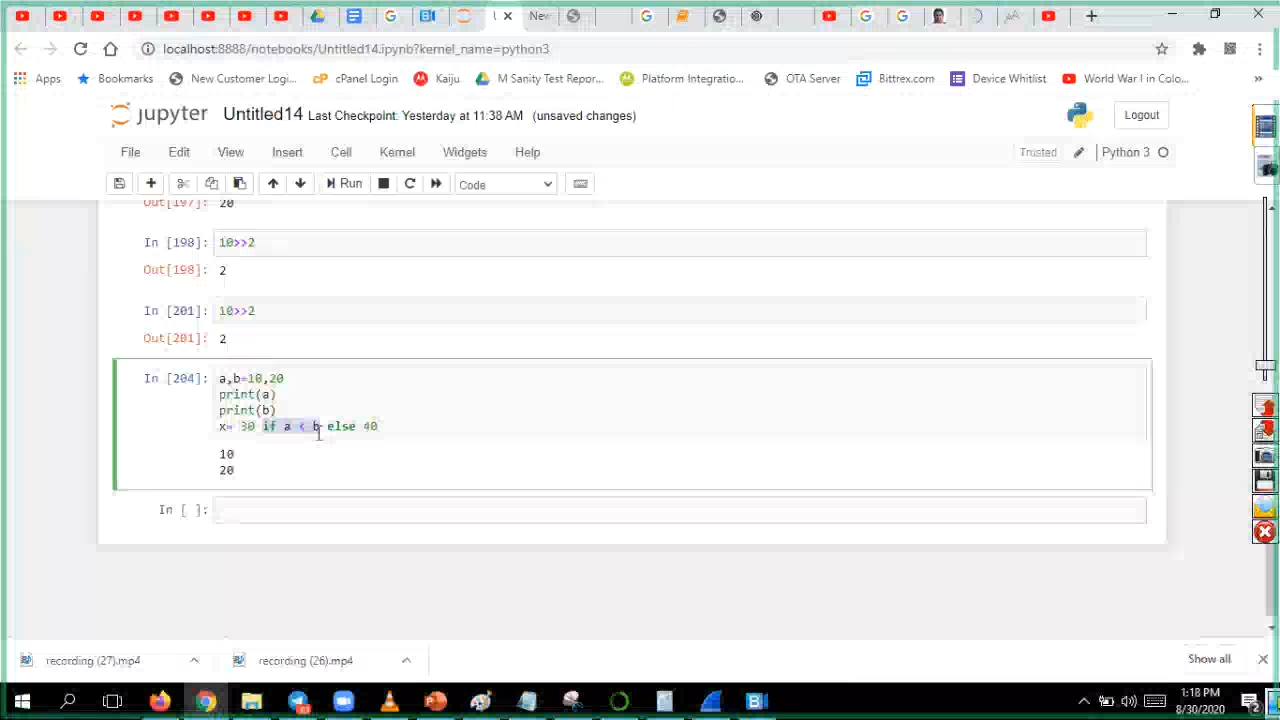 New
localhost:8888/notebooks/Untitled14.ipynb?kernel_name=python3
Apps Bookmarks New Customer Logi... cPanel Login Kaiju M Sanity Test Repor... Platform Integratio... OTA Server Bittrex.com Device Whitlist World War I in Colo... »
jupyter Untitled14 Last Checkpoint: Yesterday at 11:38 AM (unsaved changes) Logout
File Edit View Insert Cell Kernel Widgets Help Trusted Python 3
Run Code
Out[197]: 20
In [198]: 10>>2
Out[198]: 2
In [201]: 10>>2
Out[201]: 2
In [204]: a,b=10,20
print(a)
print(b)
x= 30 if a < b else 40
10
20
In [ ]:
recording (27).mp4 recording (26).mp4 Show all
1:18 PM
8/30/2020